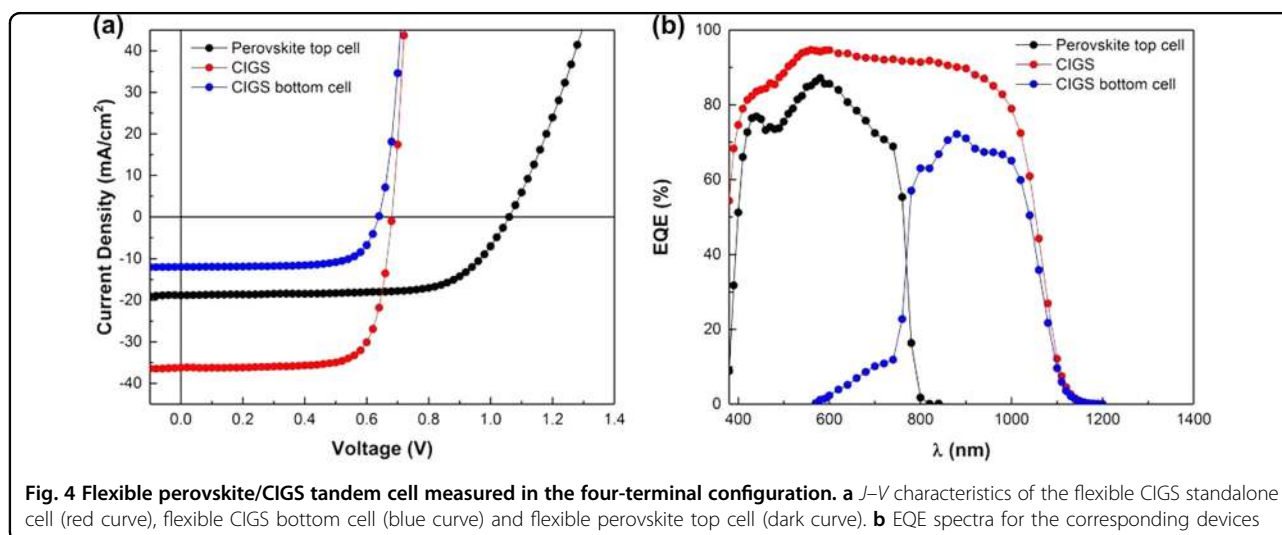 (a)
Perovskite top cell
CIGS
CIGS bottom cell
40
30
20
10
0
-10
-20
-30
-40
Current Density (mA/cm²)
0.0 0.2 0.4 0.6 0.8 1.0 1.2 1.4
Voltage (V)
(b)
Perovskite top cell
CIGS
CIGS bottom cell
100
80
60
40
20
0
EQE (%)
400 600 800 1000 1200 1400
λ (nm)
Fig. 4 Flexible perovskite/CIGS tandem cell measured in the four-terminal configuration. a J–V characteristics of the flexible CIGS standalone
cell (red curve), flexible CIGS bottom cell (blue curve) and flexible perovskite top cell (dark curve). b EQE spectra for the corresponding devices